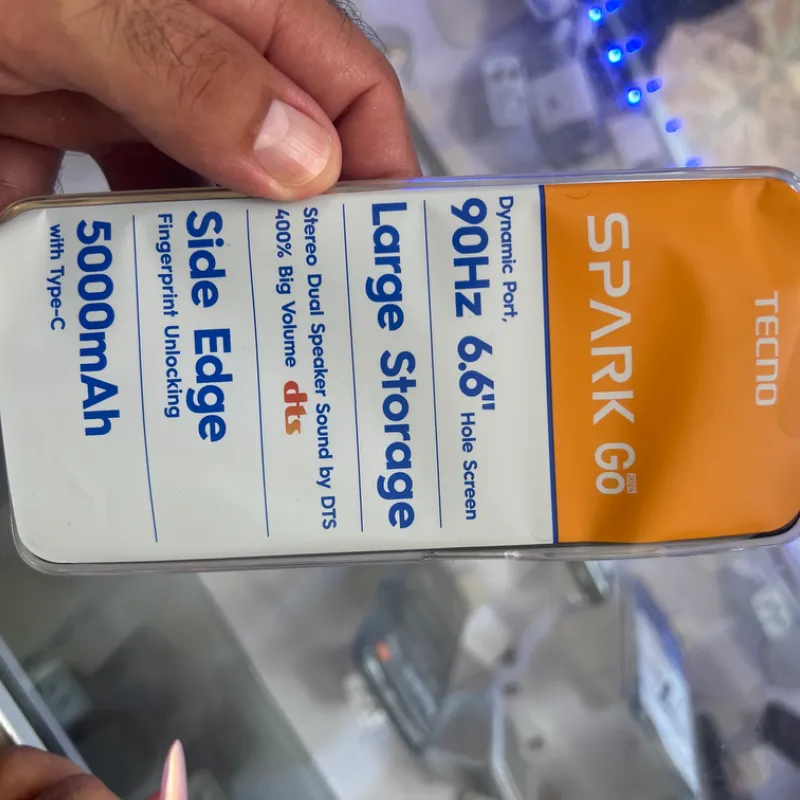 TECNO
SPARK GO 2024
Dynamic Port,
90Hz 6.6" Hole Screen
Large Storage
Stereo Dual Speaker Sound by DTS
400% Big Volume dts
Side Edge
Fingerprint Unlocking
5000mAh
with Type-C